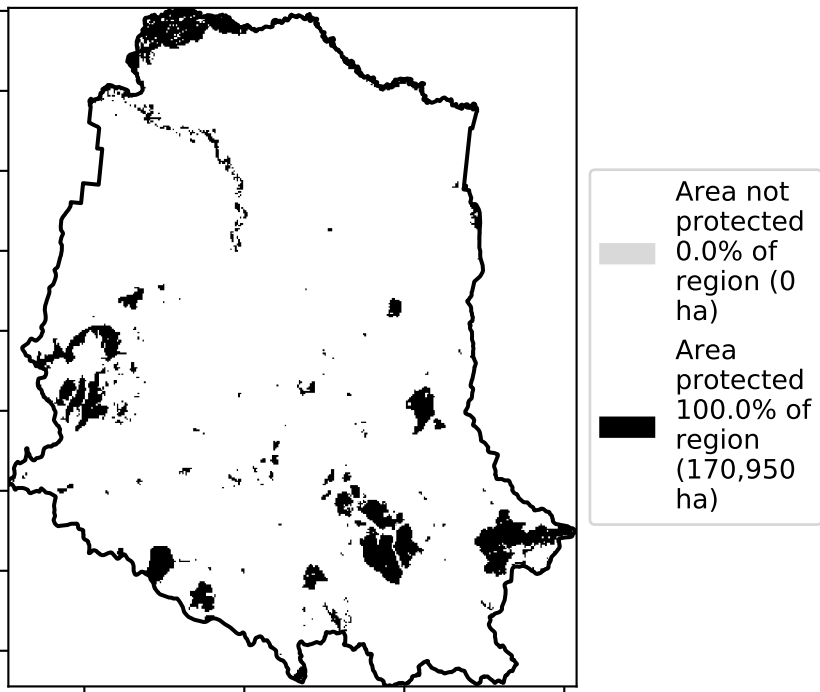 Area not
protected
0.0% of
region (0
ha)
Area
protected
100.0% of
region
(170,950
ha)